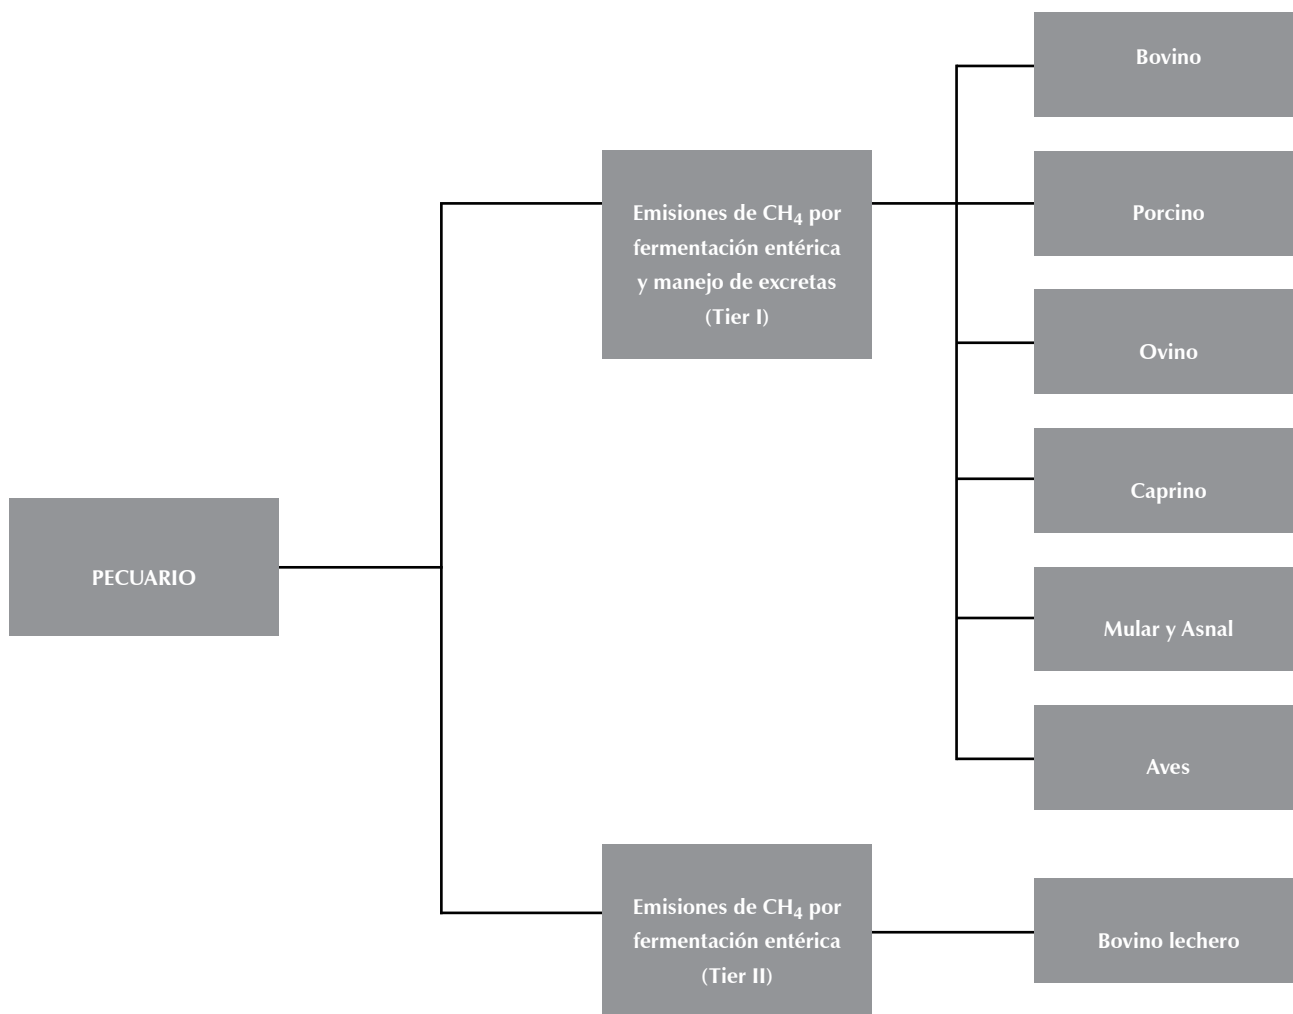 PECUARIO
Emisiones de CH₄ por
fermentación entérica
y manejo de excretas
(Tier I)
Bovino
Porcino
Ovino
Caprino
Mular y Asnal
Aves
Emisiones de CH₄ por
fermentación entérica
(Tier II)
Bovino lechero